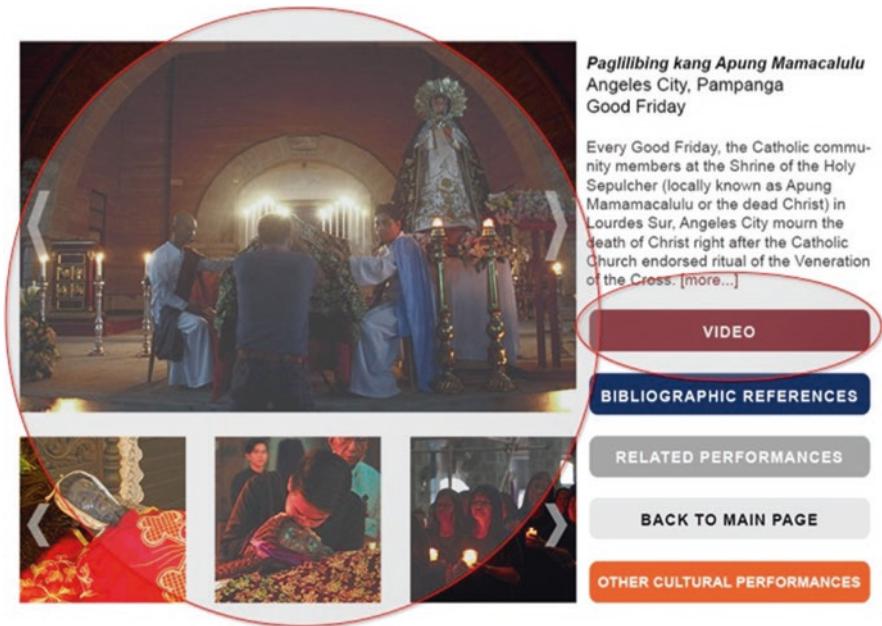 Paglilibing kang Apung Mamacalulu
Angeles City, Pampanga
Good Friday
Every Good Friday, the Catholic commu-
nity members at the Shrine of the Holy
Sepulcher (locally known as Apung
Mamamacalulu or the dead Christ) in
Lourdes Sur, Angeles City mourn the
death of Christ right after the Catholic
Church endorsed ritual of the Veneration
of the Cross. [more...]
VIDEO
BIBLIOGRAPHIC REFERENCES
RELATED PERFORMANCES
BACK TO MAIN PAGE
OTHER CULTURAL PERFORMANCES